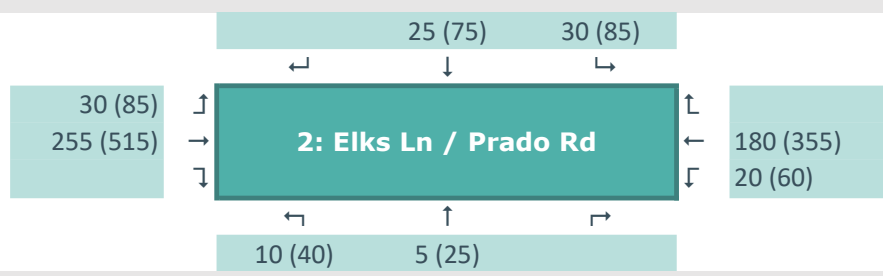 25 (75) 30 (85)
↵ ↓ ↳
30 (85) ↑
255 (515) → 2: Elks Ln / Prado Rd ← 180 (355)
20 (60)
10 (40) 5 (25)